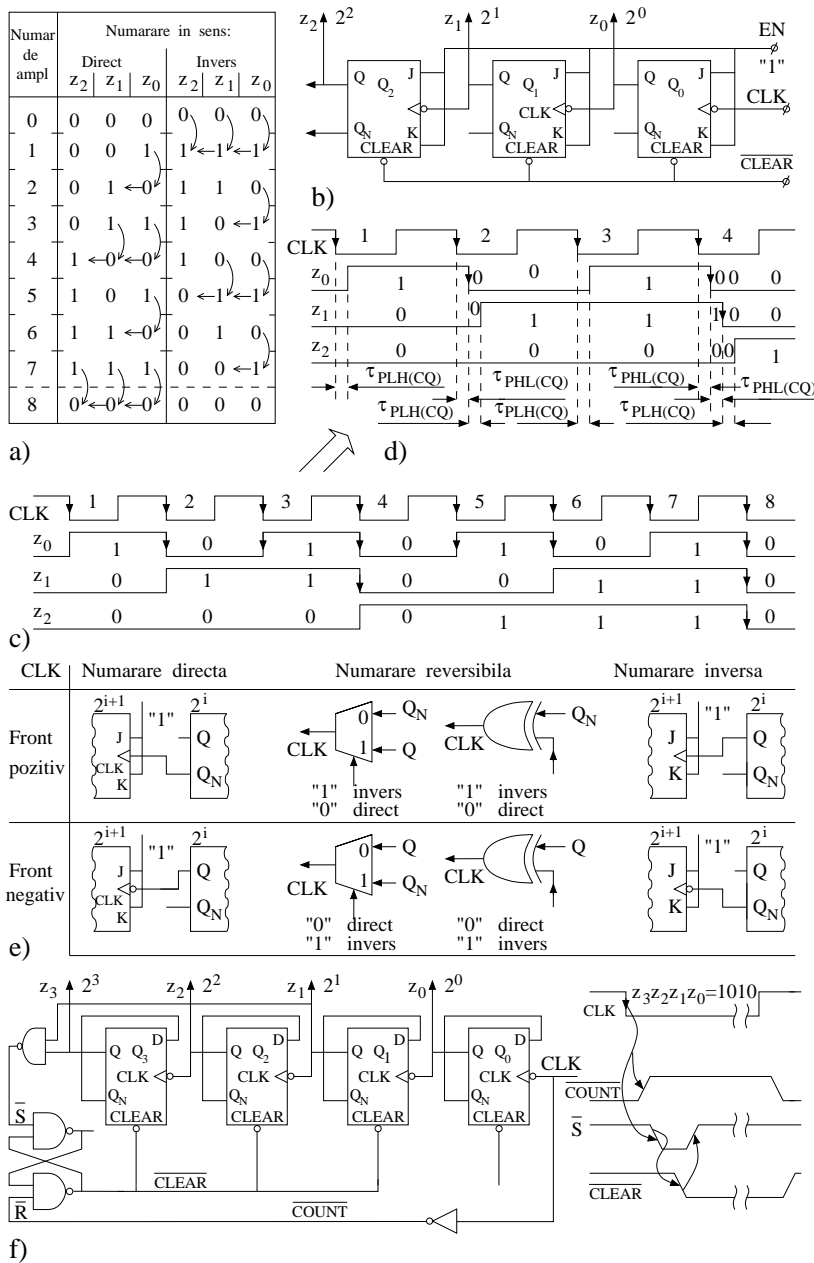 Numar de ampl
Numarare in sens:
Direct Invers
z2 z1 z0 z2 z1 z0
0 0 0 0 0 0 0
1 0 0 1 1 1 1
2 0 1 0 1 1 0
3 0 1 1 1 0 1
4 1 0 0 1 0 0
5 1 0 1 0 1 1
6 1 1 0 0 1 0
7 1 1 1 0 0 1
8 0 0 0 0 0 0
a)
z2 2^2 z1 2^1 z0 2^0
EN
"1"
Q Q2 J Q Q1 J Q Q0 J
CLK CLK
QN K QN K QN K
CLEAR CLEAR CLEAR
CLEAR
b)
CLK 1 2 3 4
z0 1 0 0 1 0 0 0
z1 0 0 1 1 1 0 0
z2 0 0 0 0 0 1
τPLH(CQ) τPHL(CQ) τPHL(CQ) τPHL(CQ)
τPLH(CQ) τPLH(CQ) τPLH(CQ)
d)
CLK 1 2 3 4 5 6 7 8
z0 1 0 1 0 1 0 1 0
z1 0 1 1 0 0 1 1 0
z2 0 0 0 0 1 1 1 0
c)
CLK Numarare directa Numarare reversibila Numarare inversa
Front pozitiv
2^i+1 "1" 2^i
J Q
CLK
K QN
0 QN
1 Q
CLK
"1" invers
"0" direct
QN
CLK
"1" invers
"0" direct
2^i+1 "1" 2^i
J Q
K QN
Front negativ
2^i+1 "1" 2^i
J Q
CLK
K QN
0 Q
1 QN
CLK
"0" direct
"1" invers
Q
CLK
"0" direct
"1" invers
2^i+1 "1" 2^i
J Q
K QN
e)
z3 2^3 z2 2^2 z1 2^1 z0 2^0
D D D D
Q Q3 Q Q2 Q Q1 Q Q0
CLK CLK CLK CLK
CLK
QN QN QN QN
CLEAR CLEAR CLEAR CLEAR
S
R
CLEAR
COUNT
z3z2z1z0=1010
CLK
COUNT
S
CLEAR
f)